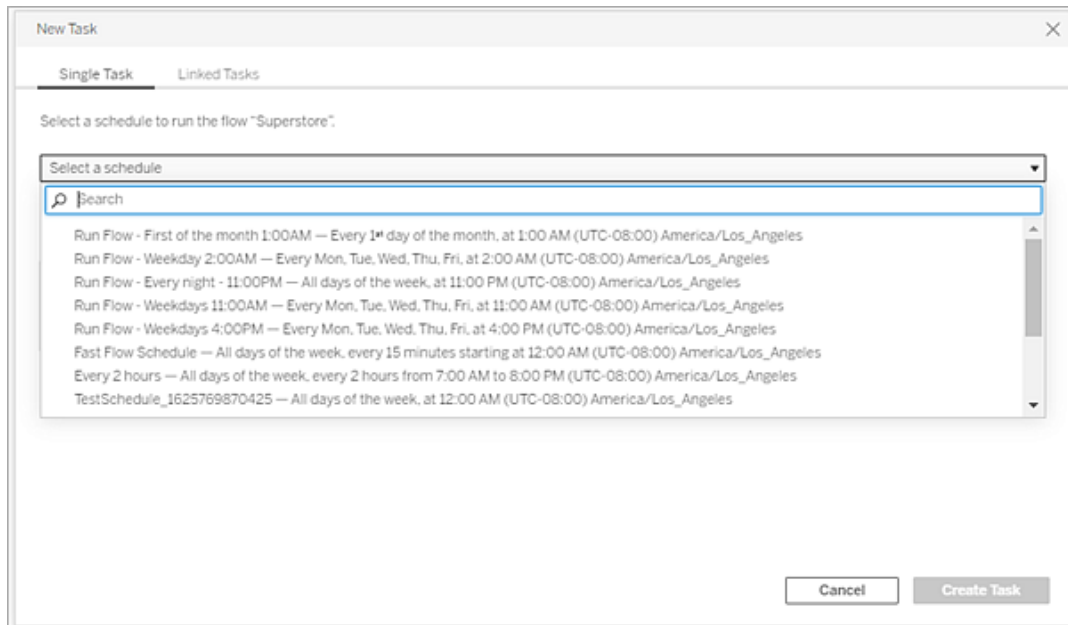 New Task
Single Task Linked Tasks
Select a schedule to run the flow "Superstore".
Select a schedule
Search
Run Flow - First of the month 1:00AM — Every 1st day of the month, at 1:00 AM (UTC-08:00) America/Los_Angeles
Run Flow - Weekday 2:00AM — Every Mon, Tue, Wed, Thu, Fri, at 2:00 AM (UTC-08:00) America/Los_Angeles
Run Flow - Every night - 11:00PM — All days of the week, at 11:00 PM (UTC-08:00) America/Los_Angeles
Run Flow - Weekdays 11:00AM — Every Mon, Tue, Wed, Thu, Fri, at 11:00 AM (UTC-08:00) America/Los_Angeles
Run Flow - Weekdays 4:00PM — Every Mon, Tue, Wed, Thu, Fri, at 4:00 PM (UTC-08:00) America/Los_Angeles
Fast Flow Schedule — All days of the week, every 15 minutes starting at 12:00 AM (UTC-08:00) America/Los_Angeles
Every 2 hours — All days of the week, every 2 hours from 7:00 AM to 8:00 PM (UTC-08:00) America/Los_Angeles
TestSchedule_1625769870425 — All days of the week, at 12:00 AM (UTC-08:00) America/Los_Angeles
Cancel Create Task